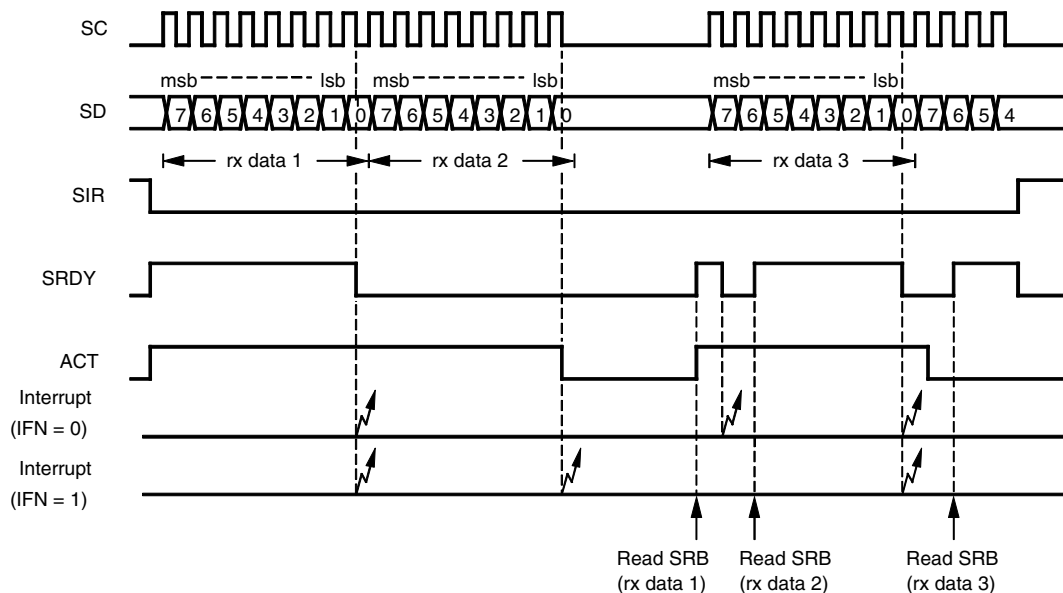 SC
msb lsb msb lsb msb lsb
SD 7 6 5 4 3 2 1 0 7 6 5 4 3 2 1 0 7 6 5 4 3 2 1 0 7 6 5 4
rx data 1 rx data 2 rx data 3
SIR
SRDY
ACT
Interrupt
(IFN = 0)
Interrupt
(IFN = 1)
Read SRB Read SRB Read SRB
(rx data 1) (rx data 2) (rx data 3)